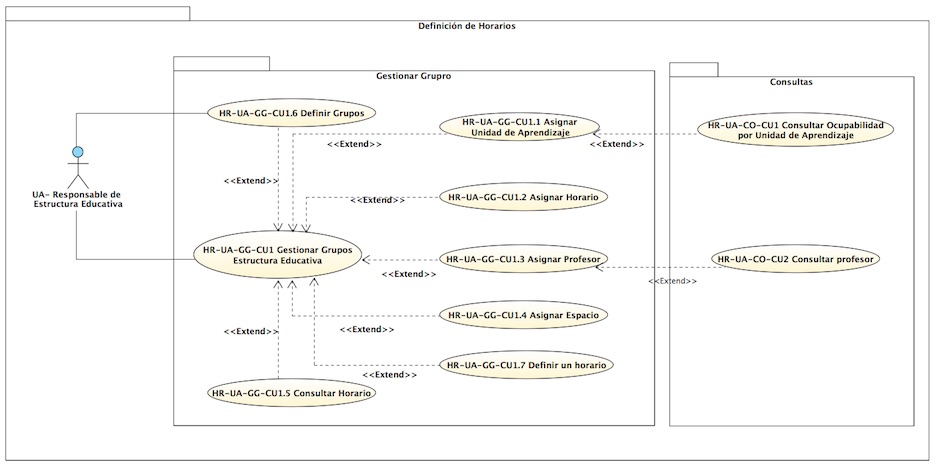 Definición de Horarios
Gestionar Grupro
Consultas
HR-UA-GG-CU1.6 Definir Grupos
HR-UA-GG-CU1.1 Asignar
Unidad de Aprendizaje
HR-UA-CO-CU1 Consultar Ocupabilidad
por Unidad de Aprendizaje
<<Extend>>
<<Extend>>
<<Extend>>
UA- Responsable de
Estructura Educativa
HR-UA-GG-CU1.2 Asignar Horario
<<Extend>>
HR-UA-GG-CU1 Gestionar Grupos
Estructura Educativa
HR-UA-GG-CU1.3 Asignar Profesor
<<Extend>>
HR-UA-CO-CU2 Consultar profesor
<<Extend>>
HR-UA-GG-CU1.4 Asignar Espacio
<<Extend>>
<<Extend>>
HR-UA-GG-CU1.7 Definir un horario
<<Extend>>
HR-UA-GG-CU1.5 Consultar Horario